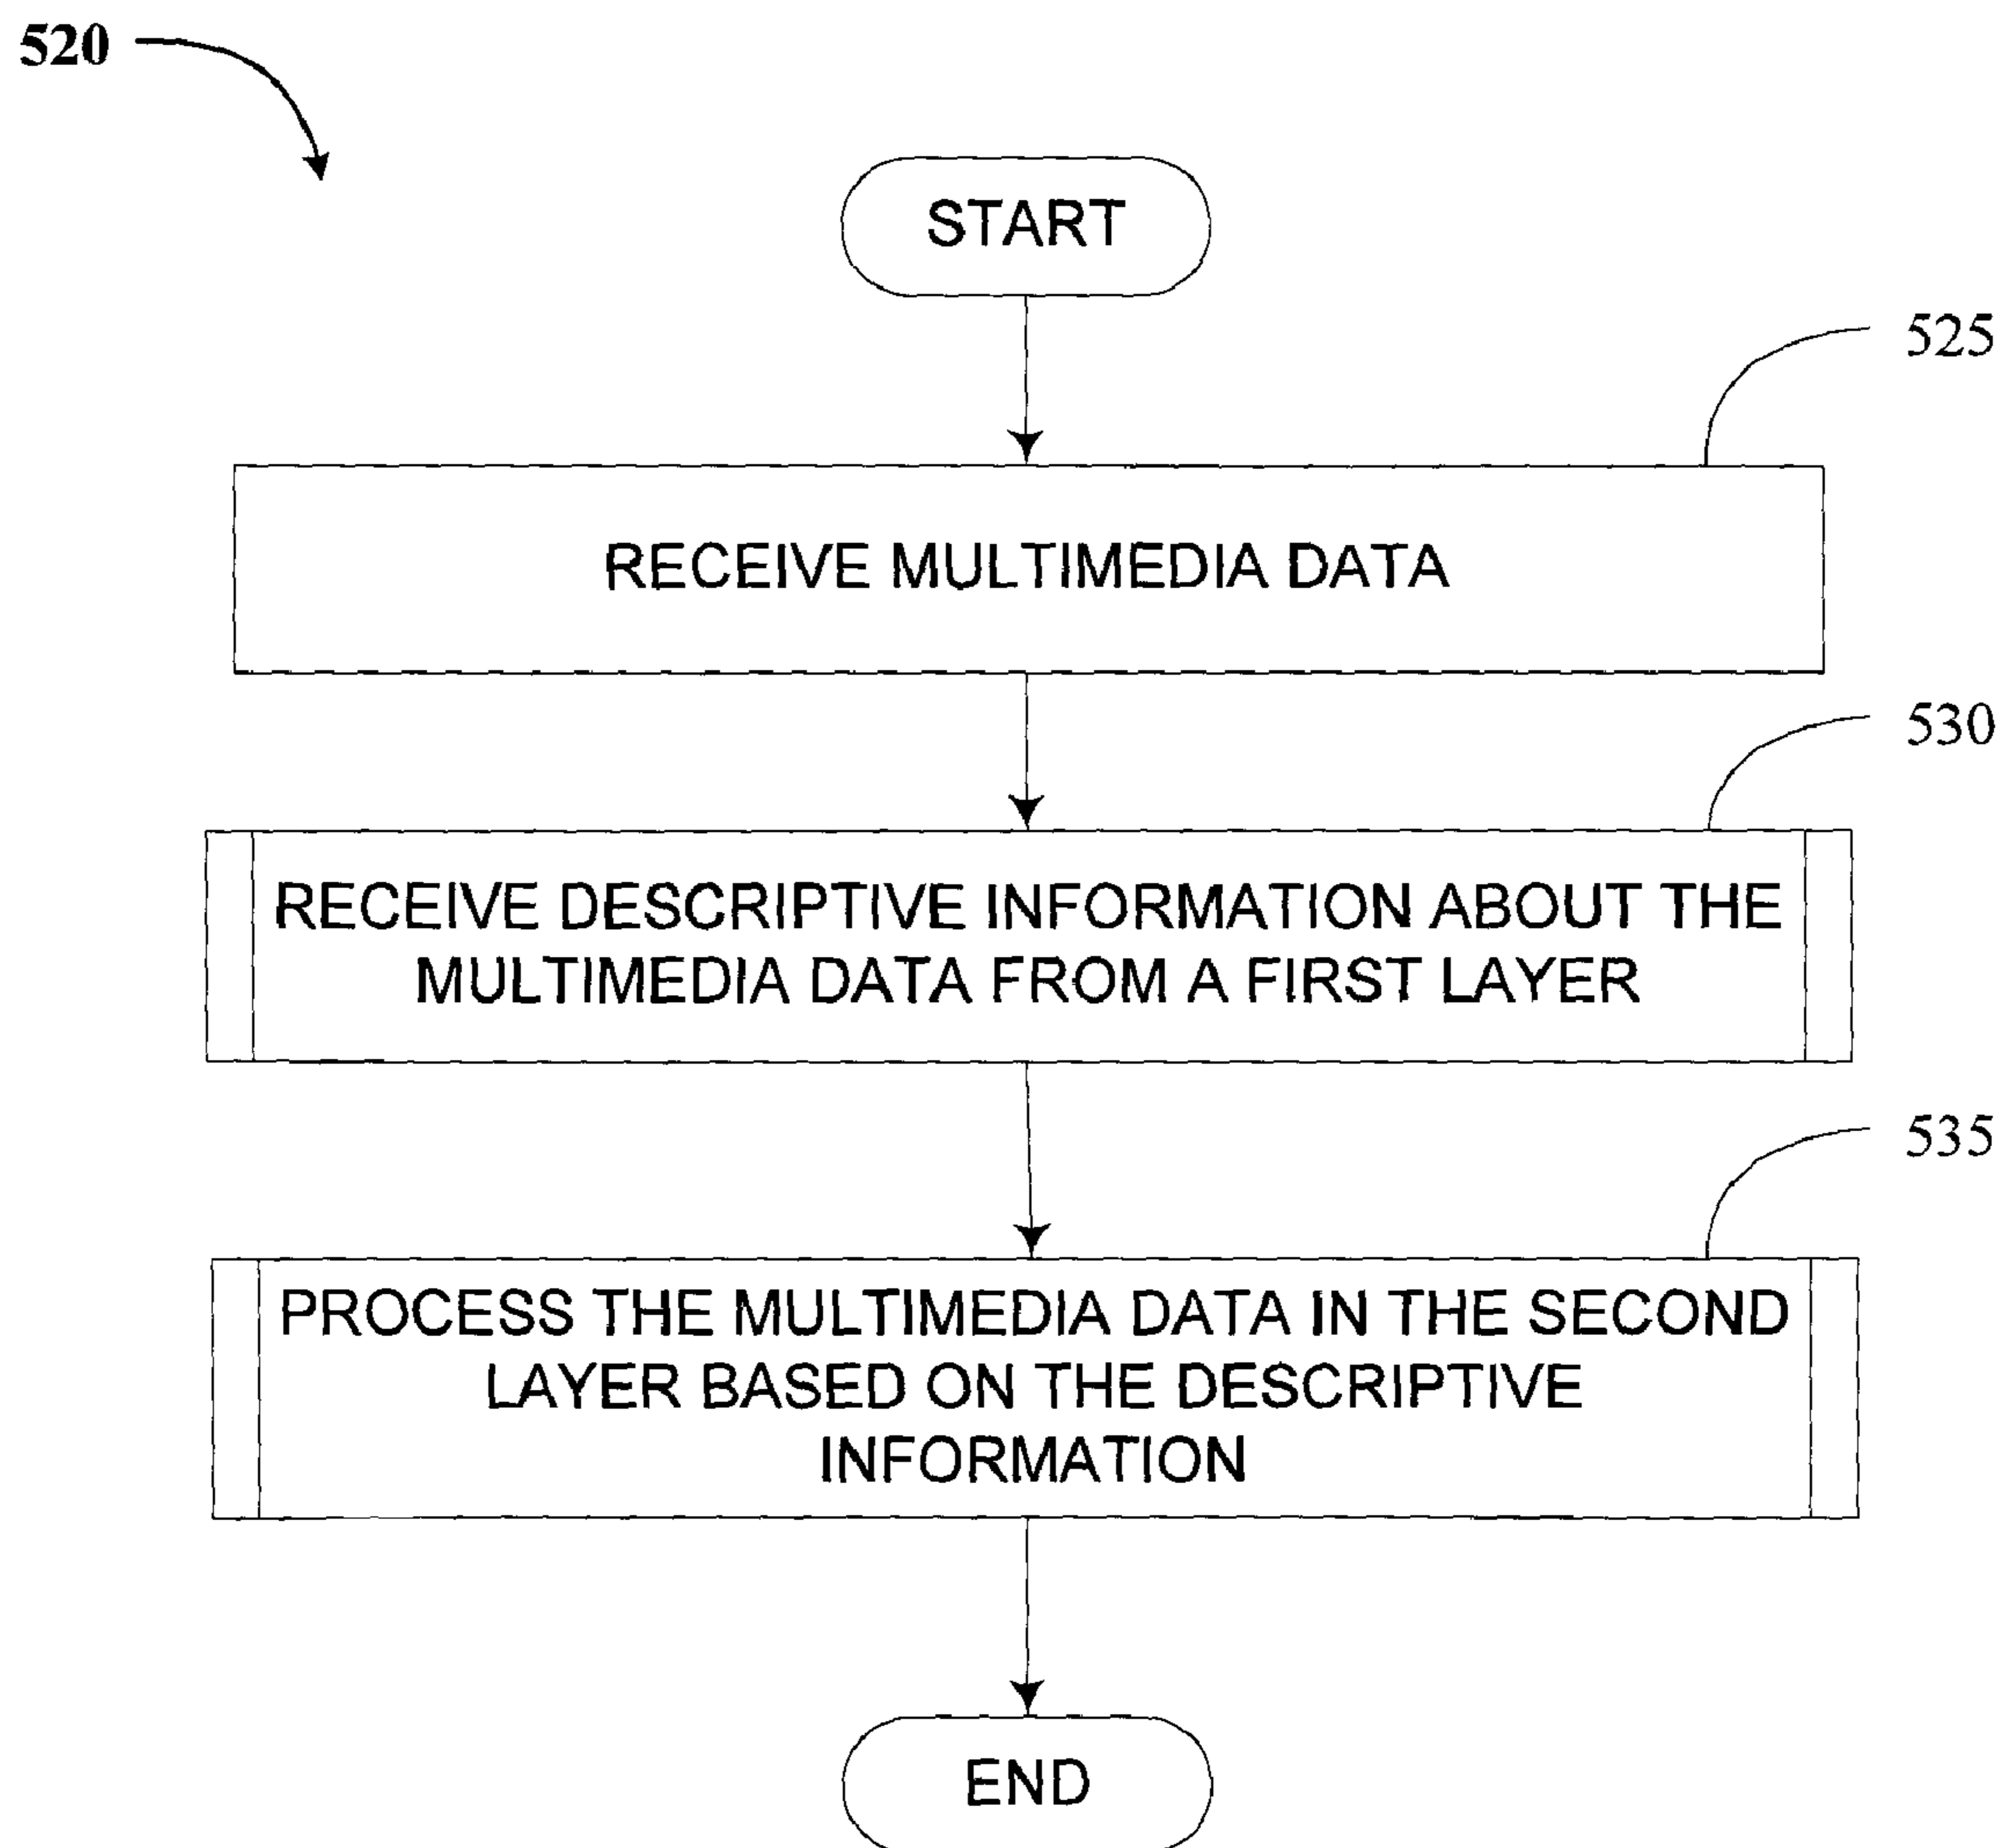 520
START
525
RECEIVE MULTIMEDIA DATA
530
RECEIVE DESCRIPTIVE INFORMATION ABOUT THE
MULTIMEDIA DATA FROM A FIRST LAYER
535
PROCESS THE MULTIMEDIA DATA IN THE SECOND
LAYER BASED ON THE DESCRIPTIVE
INFORMATION
END